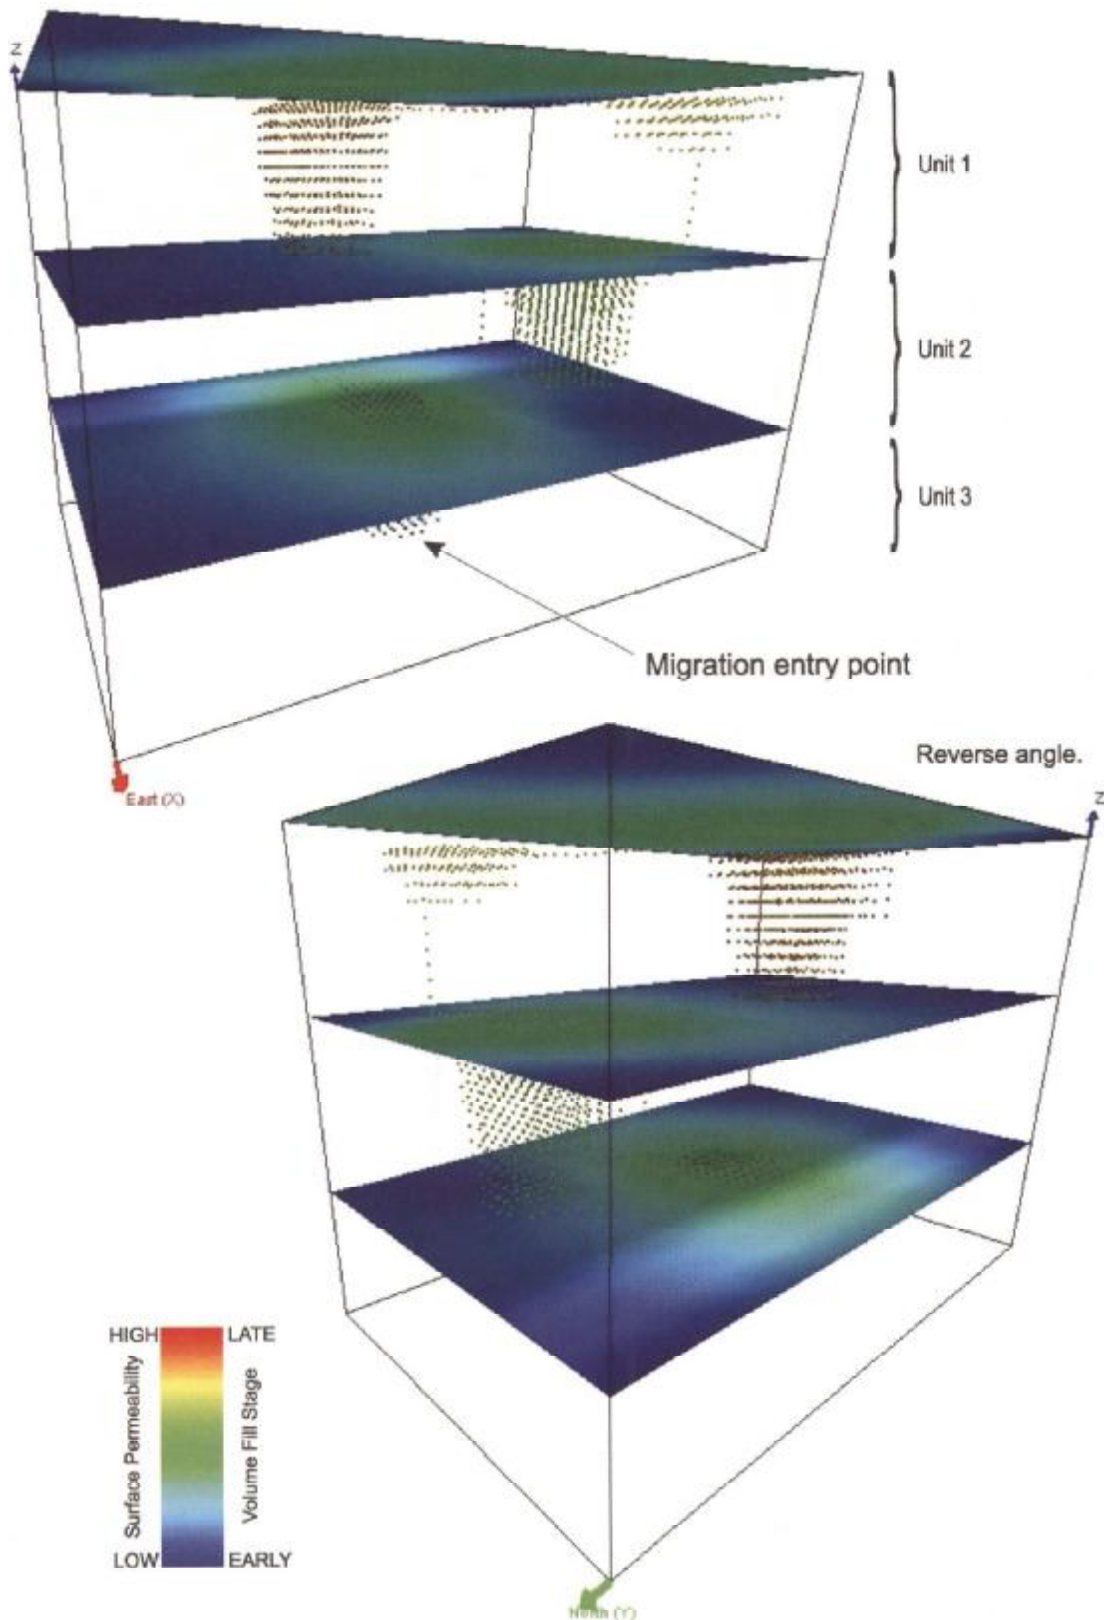 Z
Unit 1
Unit 2
Unit 3
Migration entry point
East (X)
Reverse angle.
Z
HIGH LATE
Surface Permeability
Volume Fill Stage
LOW EARLY
North (Y)